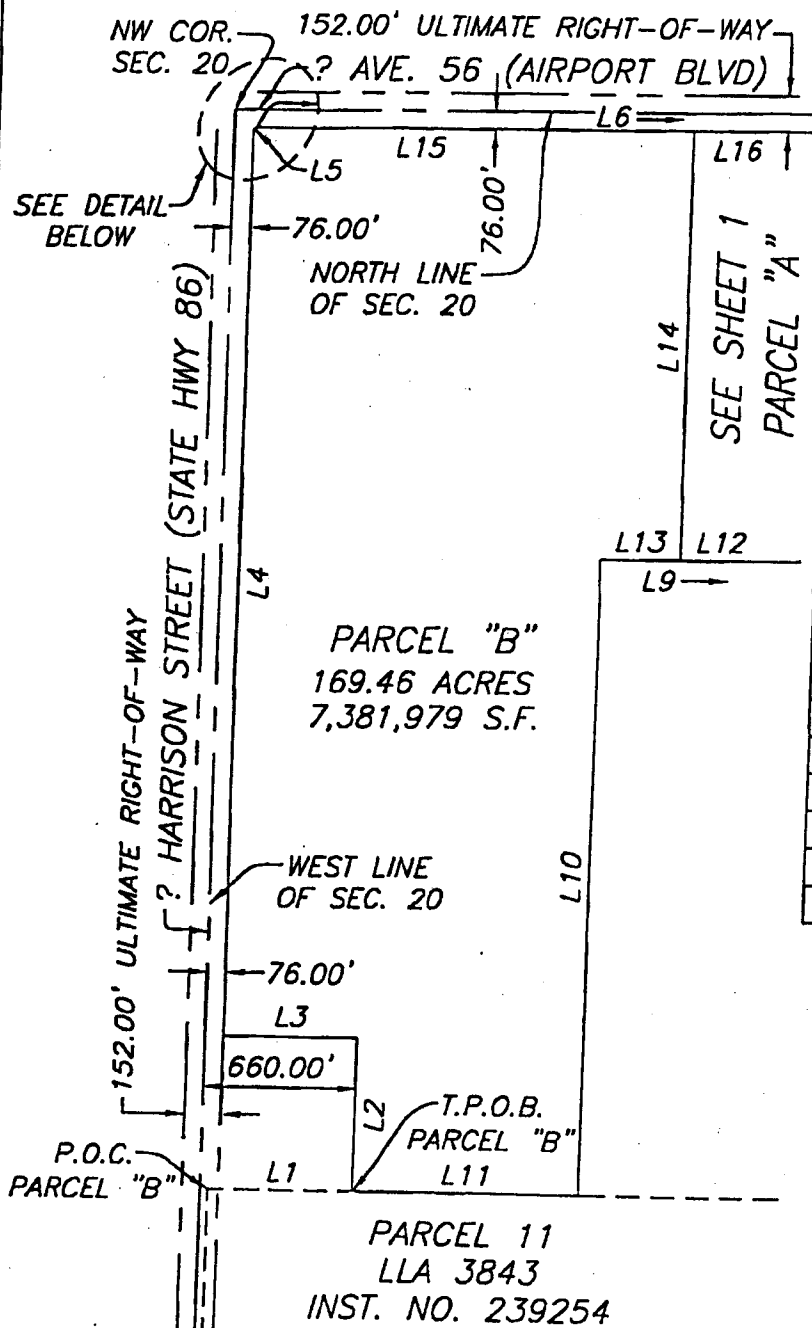 152.00' ULTIMATE RIGHT-OF-WAY
NW COR.
SEC. 20
? AVE. 56 (AIRPORT BLVD)
L6
L15
L16
L5
SEE DETAIL
BELOW
76.00'
76.00'
NORTH LINE
OF SEC. 20
SEE SHEET 1
PARCEL "A"
L14
? HARRISON STREET (STATE HWY 86)
152.00' ULTIMATE RIGHT-OF-WAY
L4
L13
L12
L9
PARCEL "B"
169.46 ACRES
7,381,979 S.F.
L10
WEST LINE
OF SEC. 20
76.00'
L3
660.00'
L2
T.P.O.B.
PARCEL "B"
P.O.C.
PARCEL "B"
L1
L11
PARCEL 11
LLA 3843
INST. NO. 239254